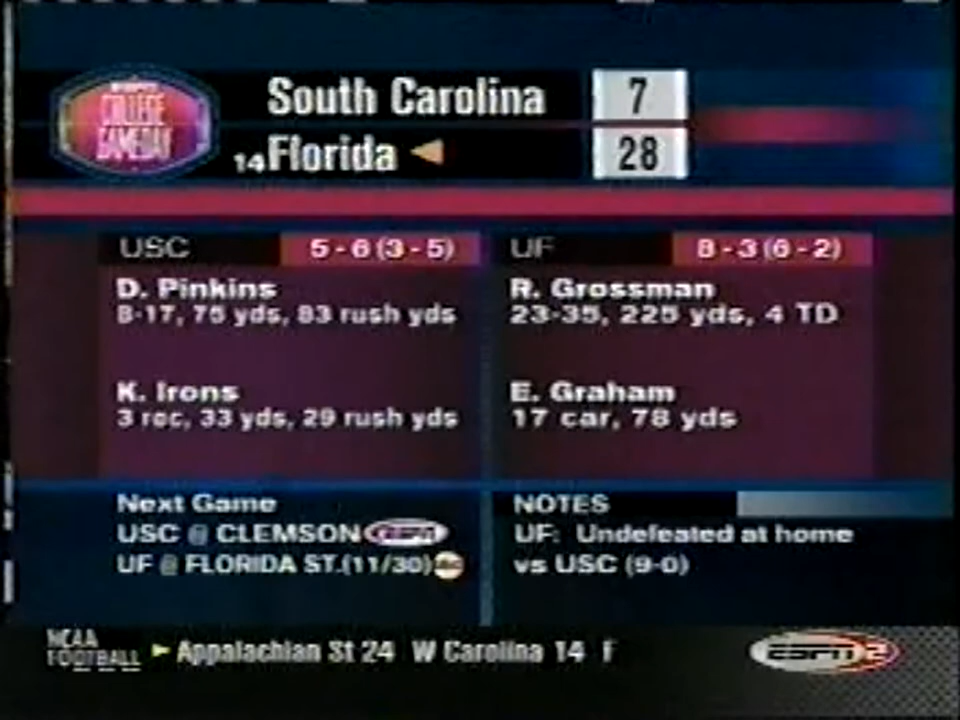 ESPN
COLLEGE
GAMEDAY
South Carolina 7
14 Florida 28
USC 5 - 6 (3 - 5)
D. Pinkins
8-17, 75 yds, 83 rush yds
K. Irons
3 rec, 33 yds, 29 rush yds
UF 8 - 3 (6 - 2)
R. Grossman
23-35, 225 yds, 4 TD
E. Graham
17 car, 78 yds
Next Game
USC @ CLEMSON ESPN
UF @ FLORIDA ST.(11/30) abc
NOTES
UF: Undefeated at home
vs USC (9-0)
NCAA
FOOTBALL
Appalachian St 24 W Carolina 14 F
ESPN2